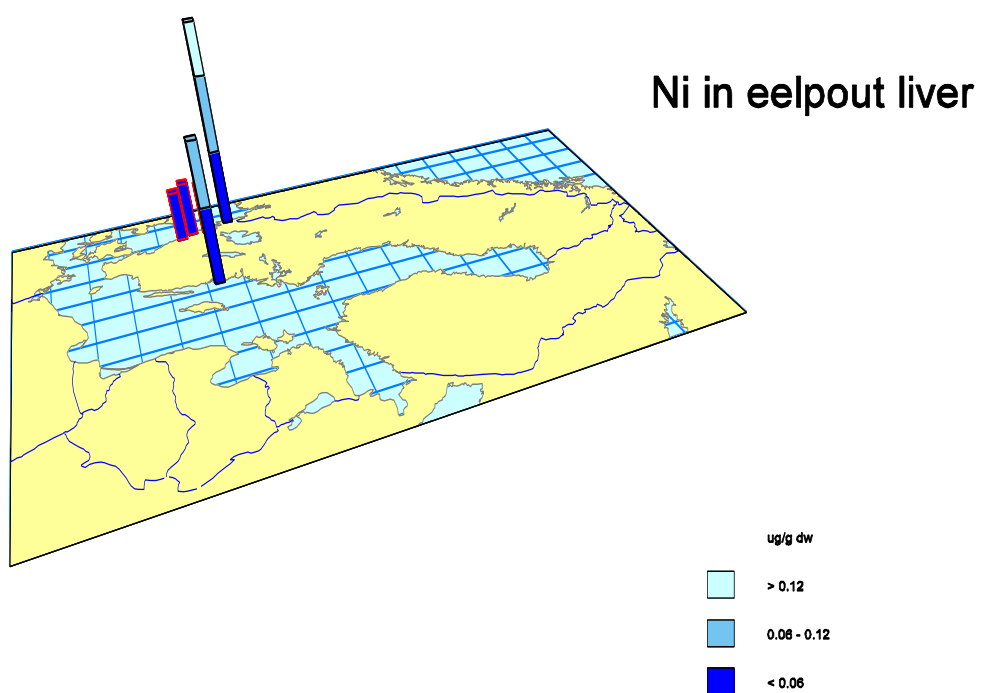 Ni in eelpout liver
ug/g dw
> 0.12
0.06 - 0.12
< 0.06